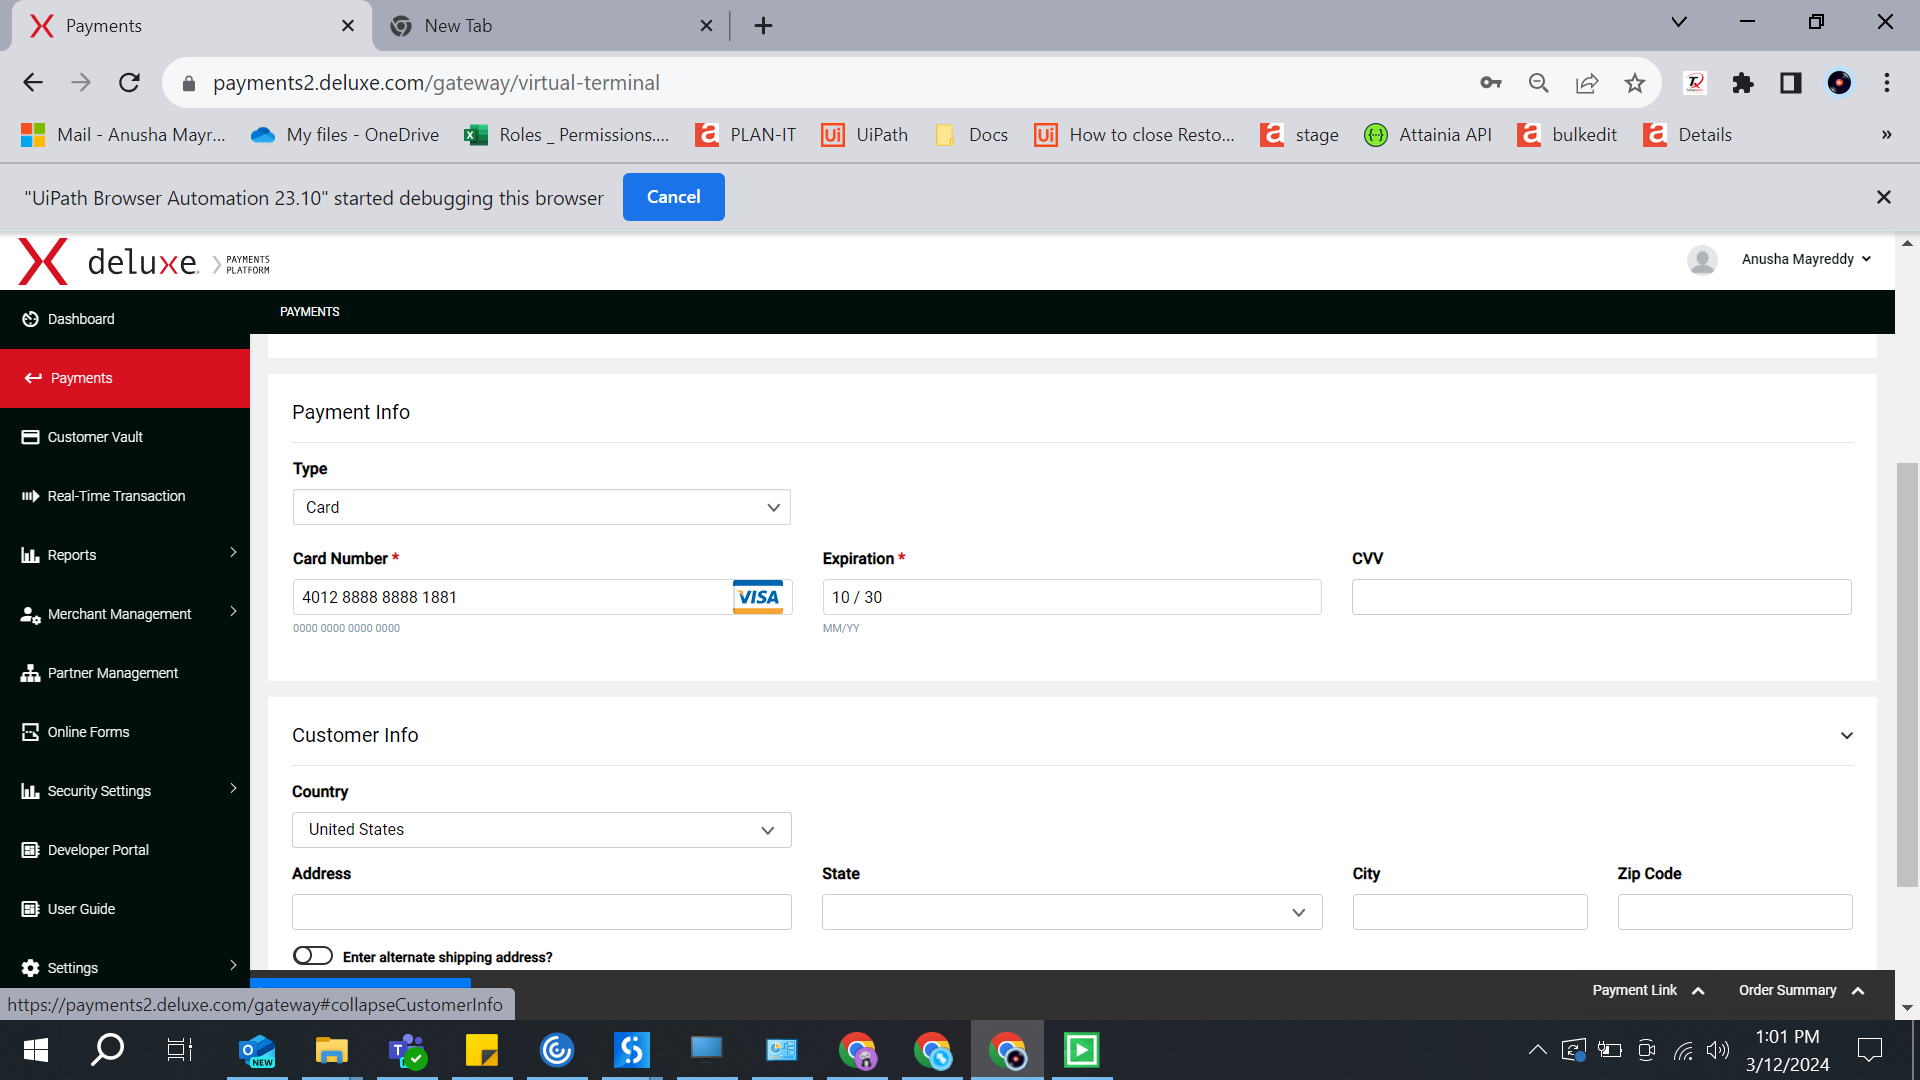 Payments
New Tab
payments2.deluxe.com/gateway/virtual-terminal
Mail - Anusha Mayr...
My files - OneDrive
Roles _ Permissions....
PLAN-IT
UiPath
Docs
How to close Resto...
stage
Attainia API
bulkedit
Details
»
"UiPath Browser Automation 23.10" started debugging this browser
Cancel
deluxe.
PAYMENTS
PLATFORM
Anusha Mayreddy
Dashboard
PAYMENTS
Payments
Customer Vault
Real-Time Transaction
Reports
Merchant Management
Partner Management
Online Forms
Security Settings
Developer Portal
User Guide
Settings
Payment Info
Type
Card
Card Number *
Expiration *
CVV
4012 8888 8888 1881
VISA
10 / 30
0000 0000 0000 0000
MM/YY
Customer Info
Country
United States
Address
State
City
Zip Code
Enter alternate shipping address?
Payment Link
Order Summary
https://payments2.deluxe.com/gateway#collapseCustomerInfo
NEW
1:01 PM
3/12/2024